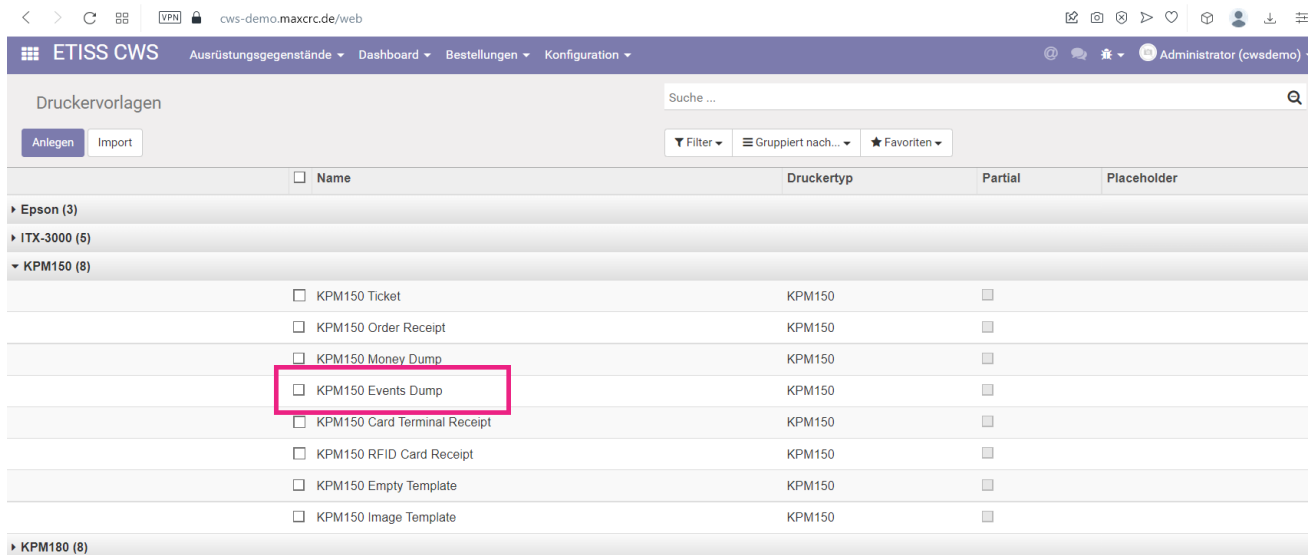 VPN cws-demo.maxcrc.de/web
ETISS CWS Ausrüstungsgegenstände Dashboard Bestellungen Konfiguration @ Administrator (cwsdemo)
Druckervorlagen Suche ...
Anlegen Import Filter Gruppiert nach... Favoriten
Name Druckertyp Partial Placeholder
Epson (3)
ITX-3000 (5)
KPM150 (8)
KPM150 Ticket KPM150
KPM150 Order Receipt KPM150
KPM150 Money Dump KPM150
KPM150 Events Dump KPM150
KPM150 Card Terminal Receipt KPM150
KPM150 RFID Card Receipt KPM150
KPM150 Empty Template KPM150
KPM150 Image Template KPM150
KPM180 (8)